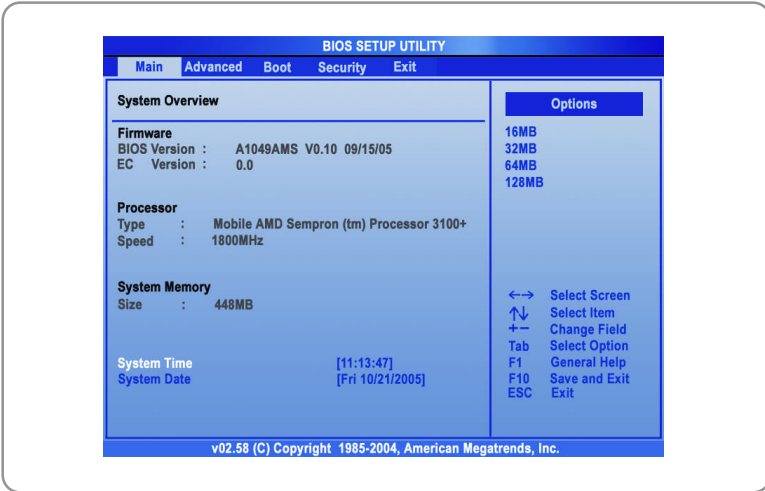 BIOS SETUP UTILITY
Main Advanced Boot Security Exit
System Overview
Firmware
BIOS Version : A1049AMS V0.10 09/15/05
EC Version : 0.0
Processor
Type : Mobile AMD Sempron (tm) Processor 3100+
Speed : 1800MHz
System Memory
Size : 448MB
System Time [11:13:47]
System Date [Fri 10/21/2005]
Options
16MB
32MB
64MB
128MB
←→ Select Screen
↑↓ Select Item
+− Change Field
Tab Select Option
F1 General Help
F10 Save and Exit
ESC Exit
v02.58 (C) Copyright 1985-2004, American Megatrends, Inc.